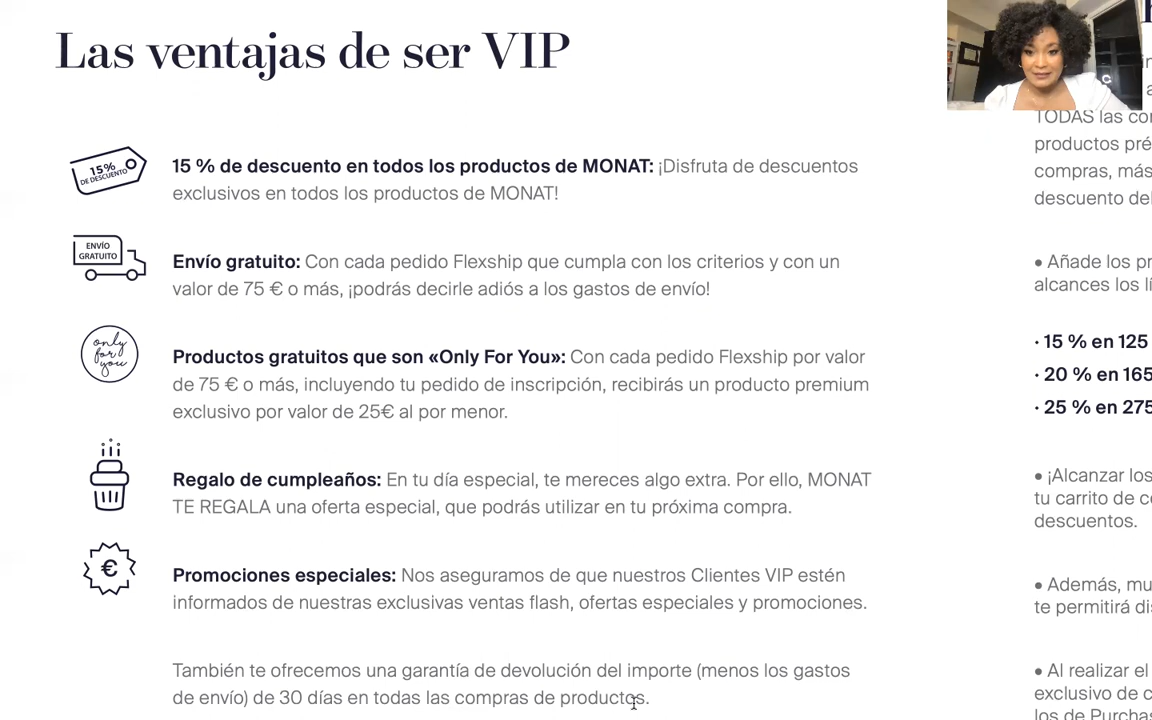 Las ventajas de ser VIP
15%
DE DESCUENTO
15 % de descuento en todos los productos de MONAT: ¡Disfruta de descuentos
exclusivos en todos los productos de MONAT!
ENVÍO
GRATUITO
Envío gratuito: Con cada pedido Flexship que cumpla con los criterios y con un
valor de 75 € o más, ¡podrás decirle adiós a los gastos de envío!
only
for
you
Productos gratuitos que son «Only For You»: Con cada pedido Flexship por valor
de 75 € o más, incluyendo tu pedido de inscripción, recibirás un producto premium
exclusivo por valor de 25€ al por menor.
Regalo de cumpleaños: En tu día especial, te mereces algo extra. Por ello, MONAT
TE REGALA una oferta especial, que podrás utilizar en tu próxima compra.
€
Promociones especiales: Nos aseguramos de que nuestros Clientes VIP estén
informados de nuestras exclusivas ventas flash, ofertas especiales y promociones.
También te ofrecemos una garantía de devolución del importe (menos los gastos
de envío) de 30 días en todas las compras de productos.
TODAS las
productos
compras, más
descuento
• Añade los
alcances los
· 15 % en 125
· 20 % en 165
· 25 % en 275
• ¡Alcanzar los
tu carrito de
descuentos.
• Además,
te permitirá
• Al realizar el
exclusivo de
los de